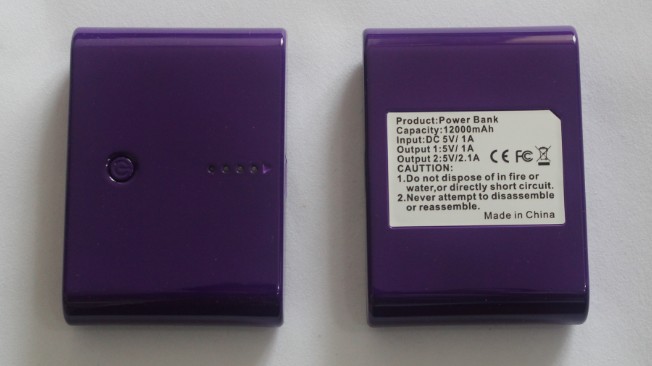 Product:Power Bank
Capacity:12000mAh
Input:DC 5V/ 1A
Output 1:5V/ 1A
Output 2:5V/2.1A CE FC
CAUTION:
1.Do not dispose of in fire or
water,or directly short circuit.
2.Never attempt to disassemble
or reassemble.
Made in China